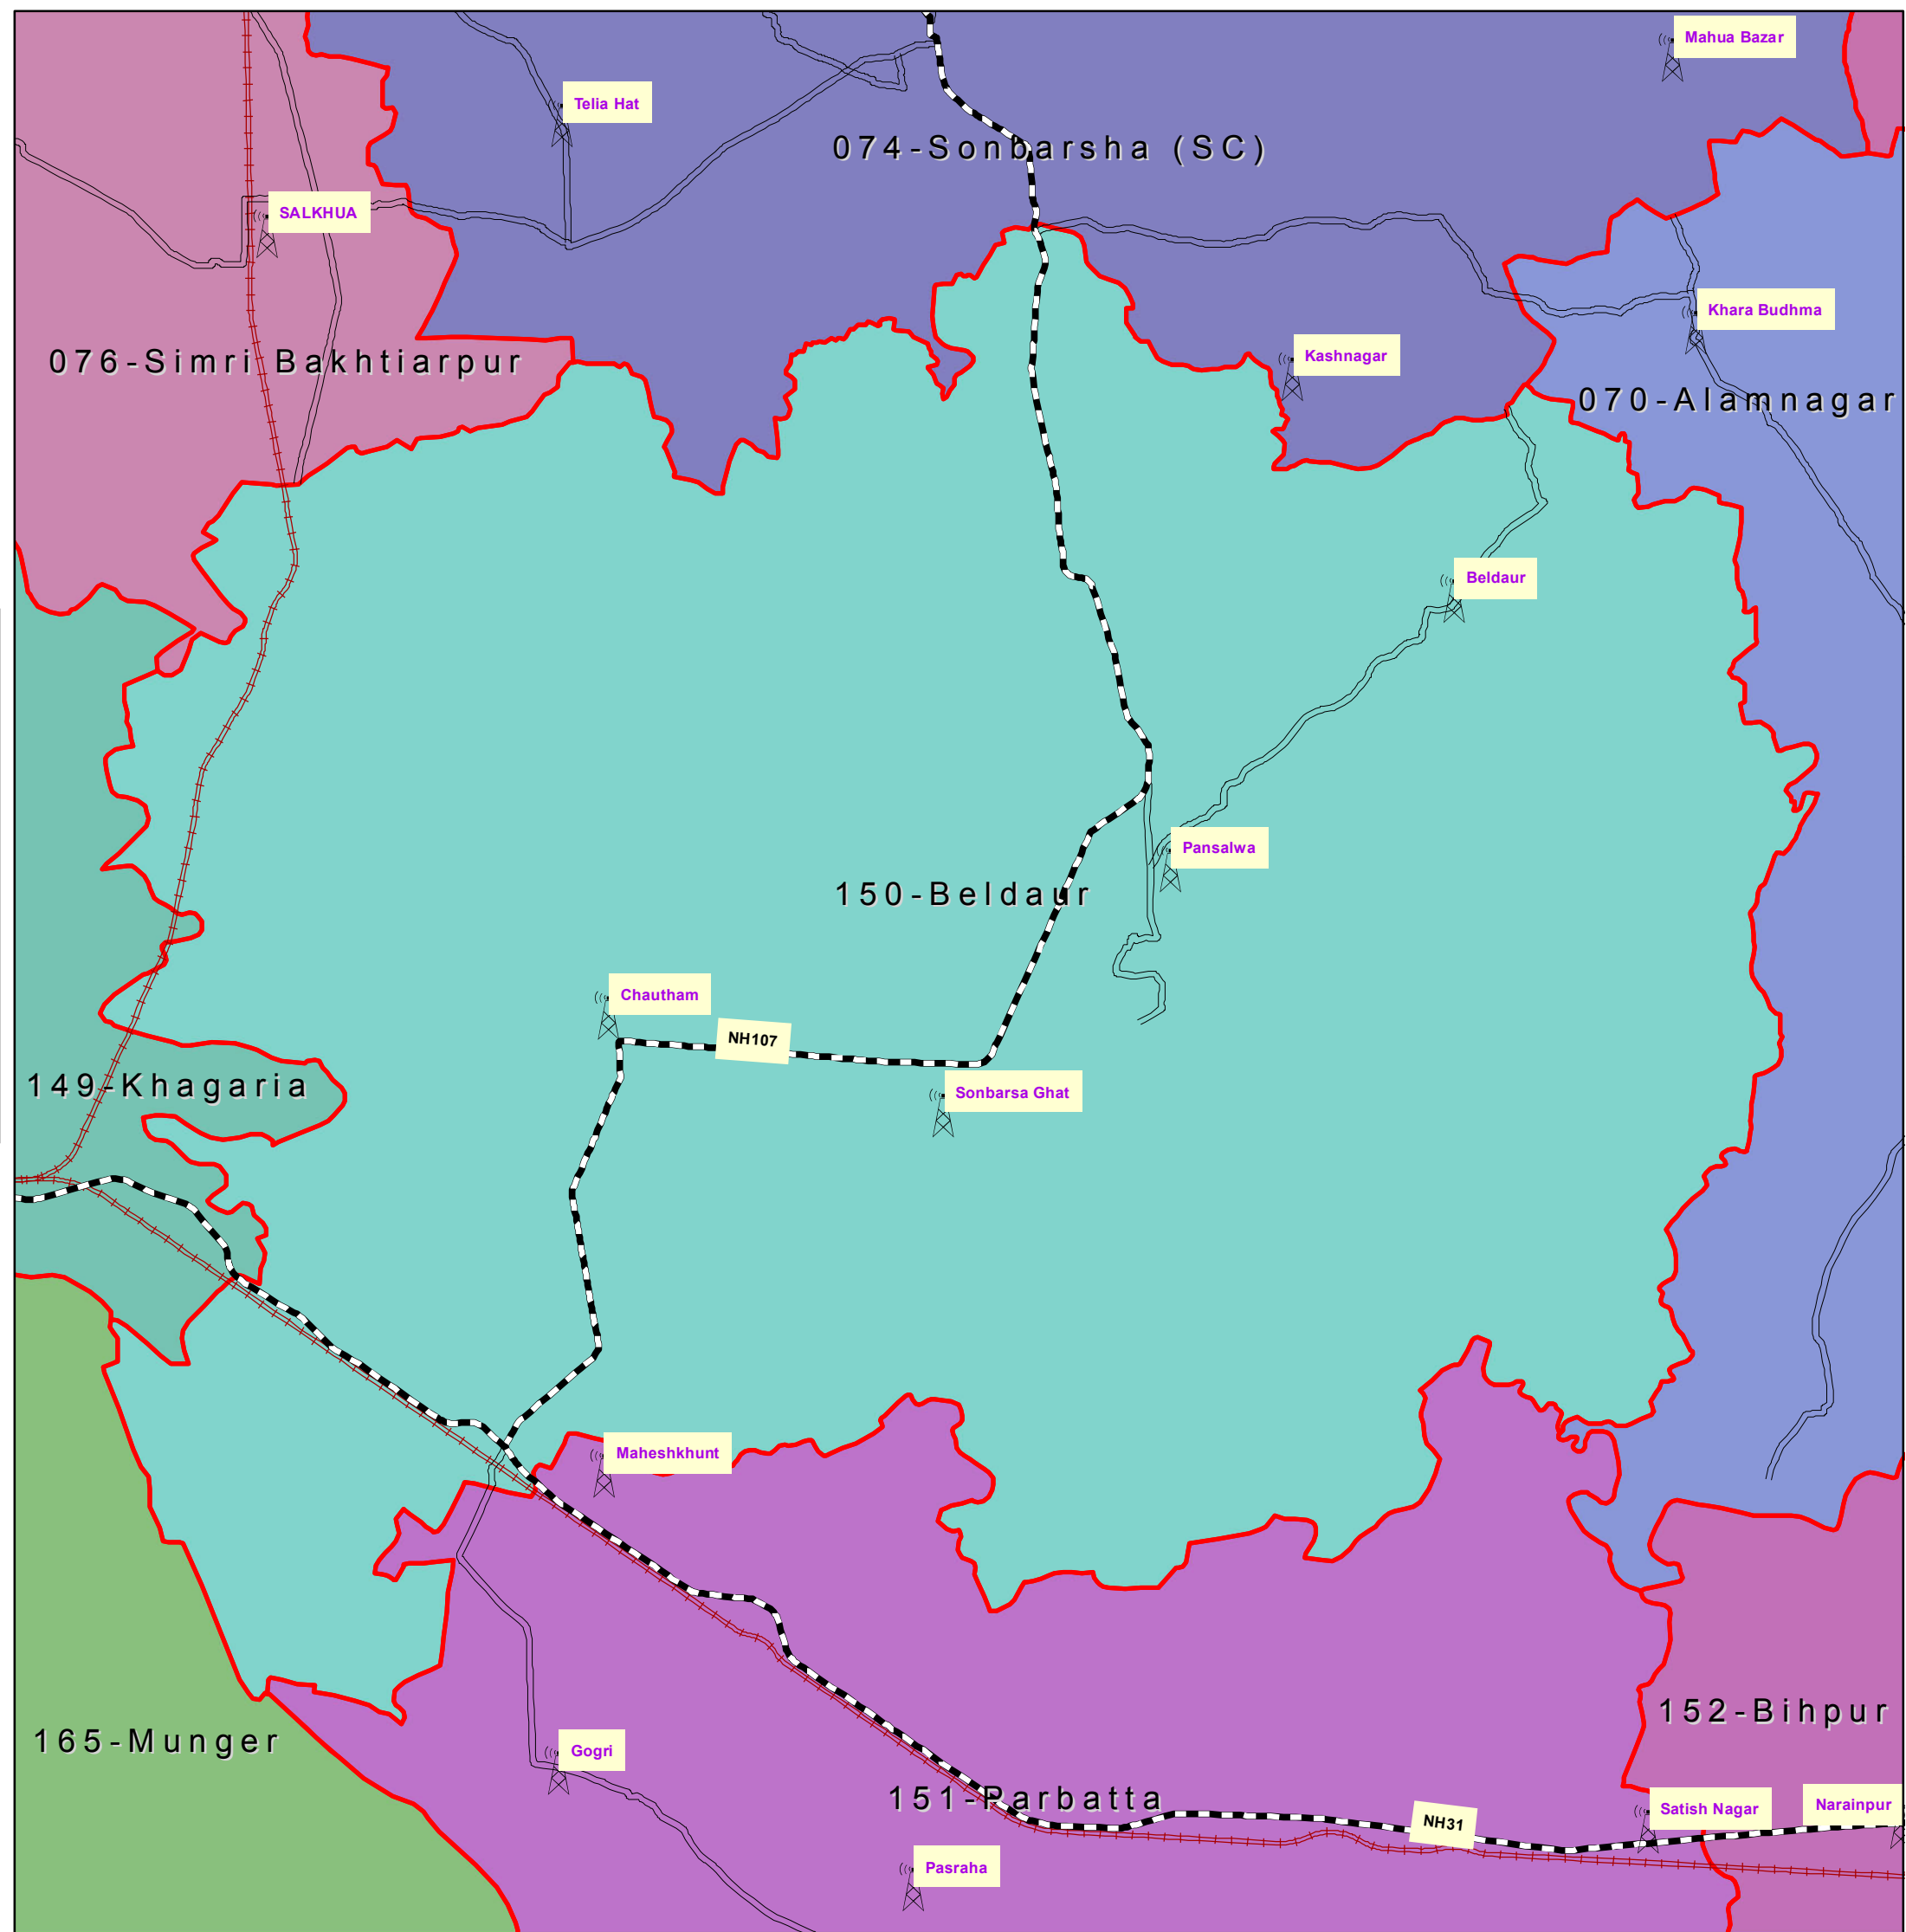 Mahua Bazar
Telia Hat
074-Sonbarsha (SC)
SALKHUA
Khara Budhma
Kashnagar
076-Simri Bakhtiarpur
070-Alamnagar
Beldaur
Pansalwa
150-Beldaur
Chautham
NH107
Sonbarsa Ghat
149-Khagaria
Maheshkhunt
152-Bihpur
165-Munger
Gogri
151-Parbatta
Satish Nagar
Narainpur
NH31
Pasraha